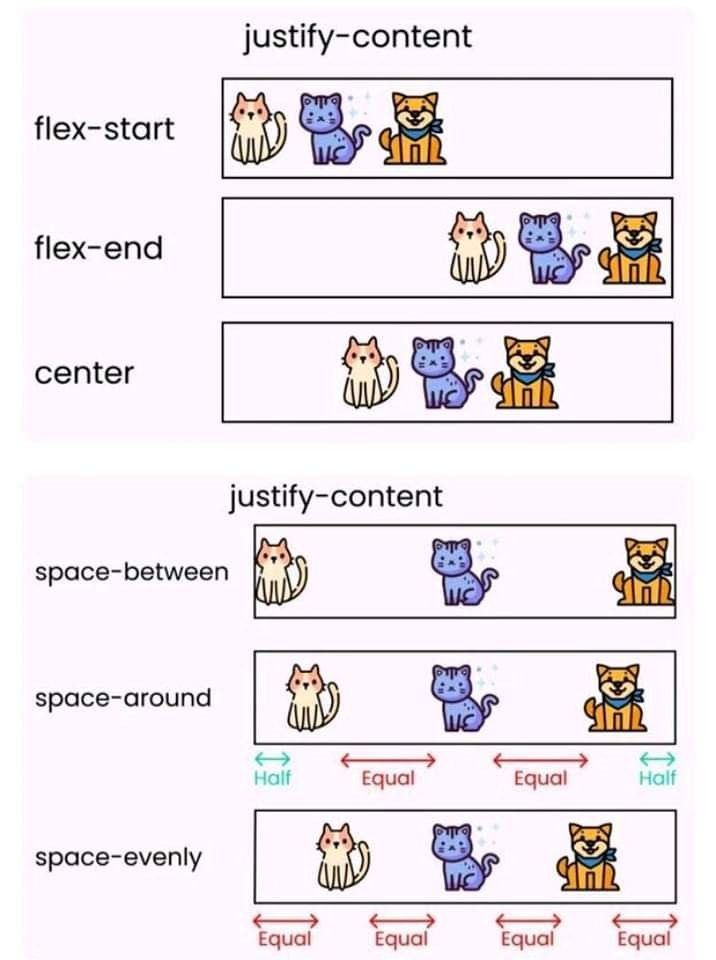 justify-content
flex-start
flex-end
center
justify-content
space-between
space-around
Half Equal Equal Half
space-evenly
Equal Equal Equal Equal